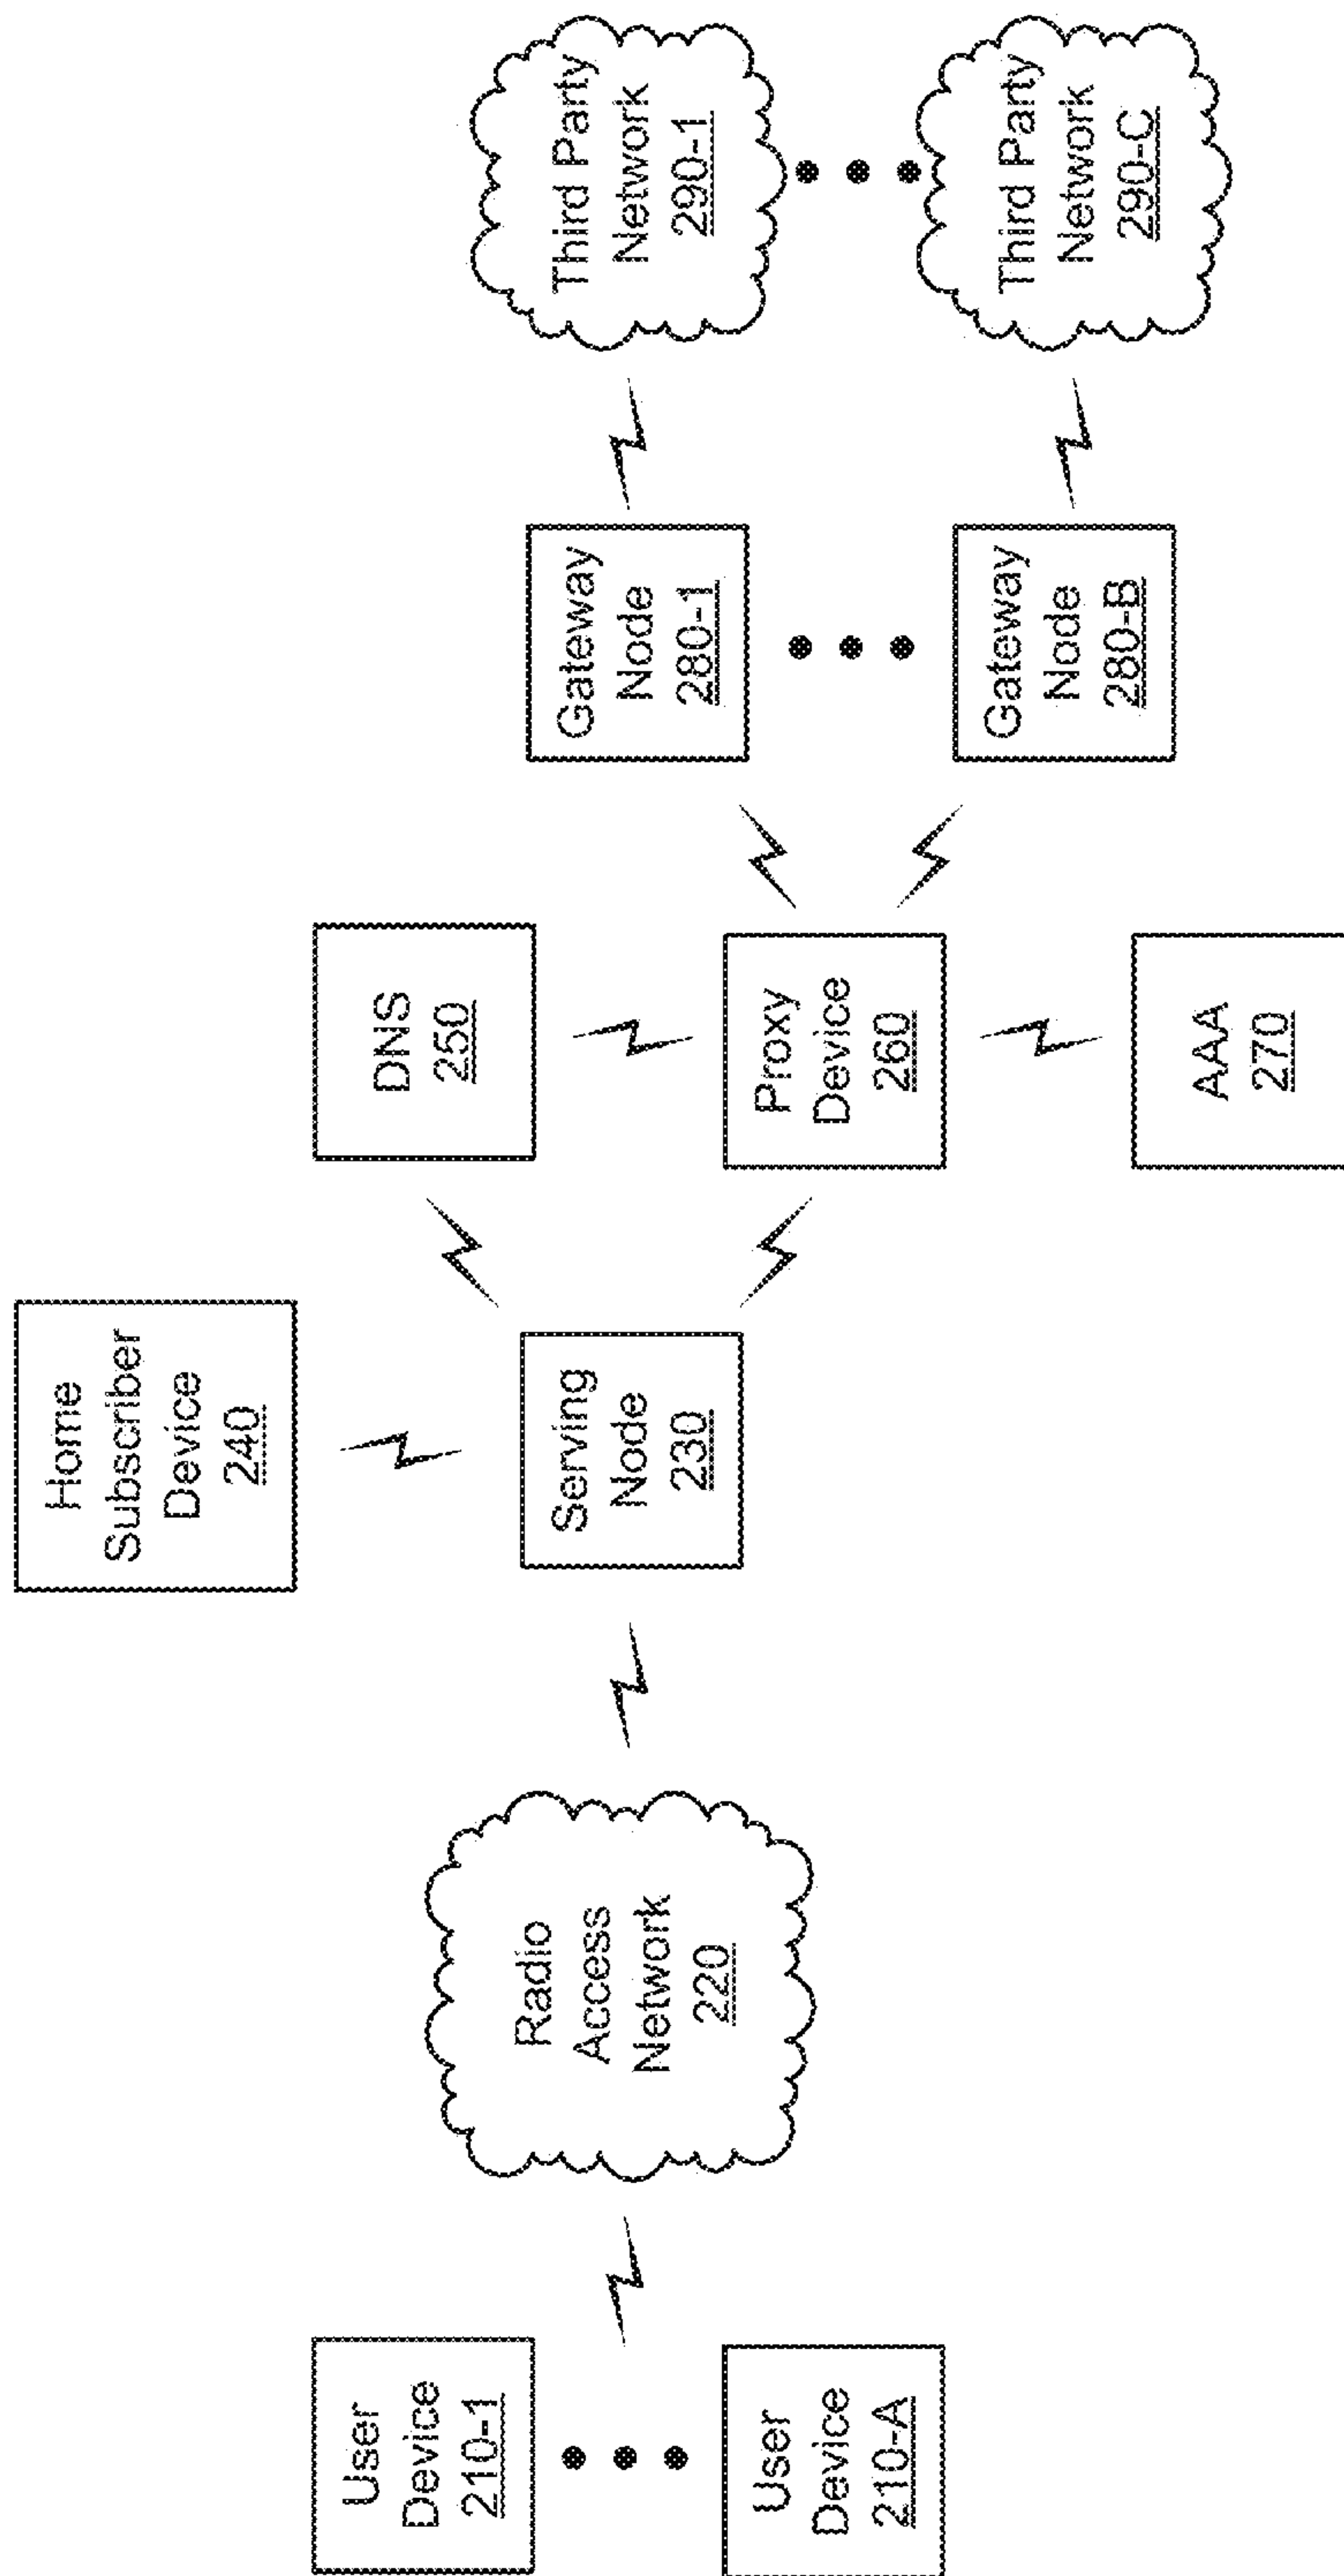 User
Device
210-1
User
Device
210-A
Radio
Access
Network
220
Home
Subscriber
Device
240
Serving
Node
230
DNS
250
Proxy
Device
260
AAA
270
Gateway
Node
280-1
Gateway
Node
280-B
Third Party
Network
290-1
Third Party
Network
290-C